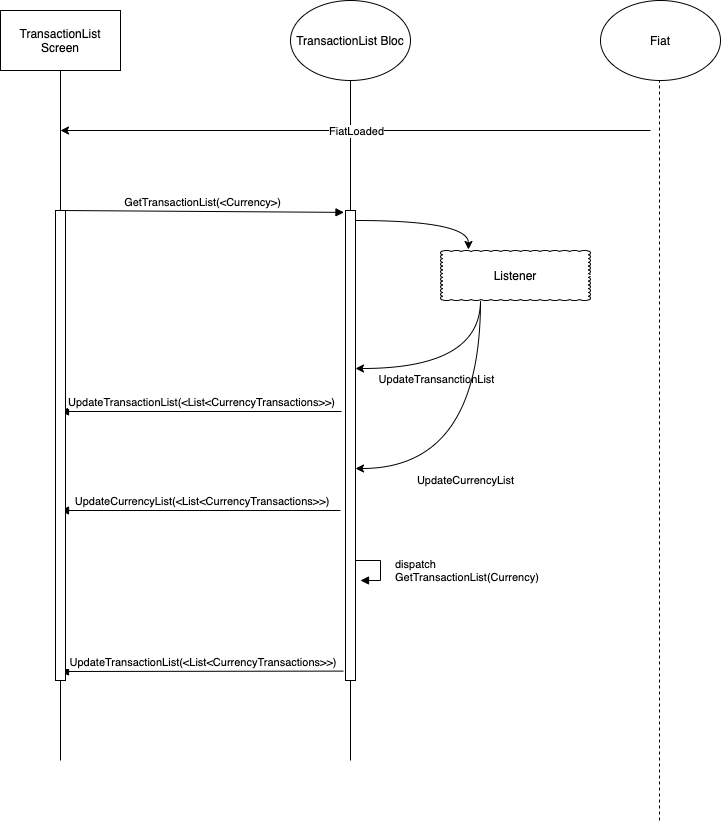 TransactionList
Screen
TransactionList Bloc
Fiat
FiatLoaded
GetTransactionList(<Currency>)
Listener
UpdateTransanctionList
UpdateTransactionList(<List<CurrencyTransactions>>)
UpdateCurrencyList
UpdateCurrencyList(<List<CurrencyTransactions>>)
dispatch
GetTransactionList(Currency)
UpdateTransactionList(<List<CurrencyTransactions>>)